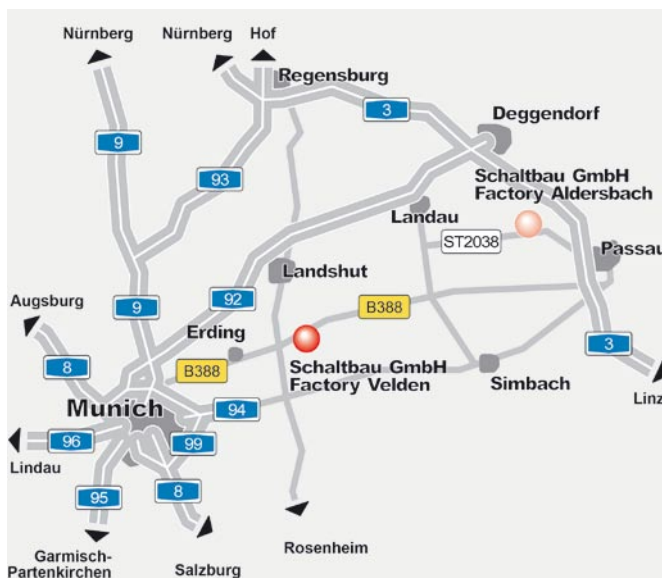 Nürnberg
Nürnberg
Hof
Regensburg
3
Deggendorf
9
93
Schaltbau GmbH
Factory Aldersbach
Landau
ST2038
Passau
Landshut
Augsburg
9
92
B388
Erding
8
B388
Schaltbau GmbH
Factory Velden
3
Simbach
Linz
Munich
94
96
99
Lindau
95
8
Rosenheim
Garmisch-
Partenkirchen
Salzburg